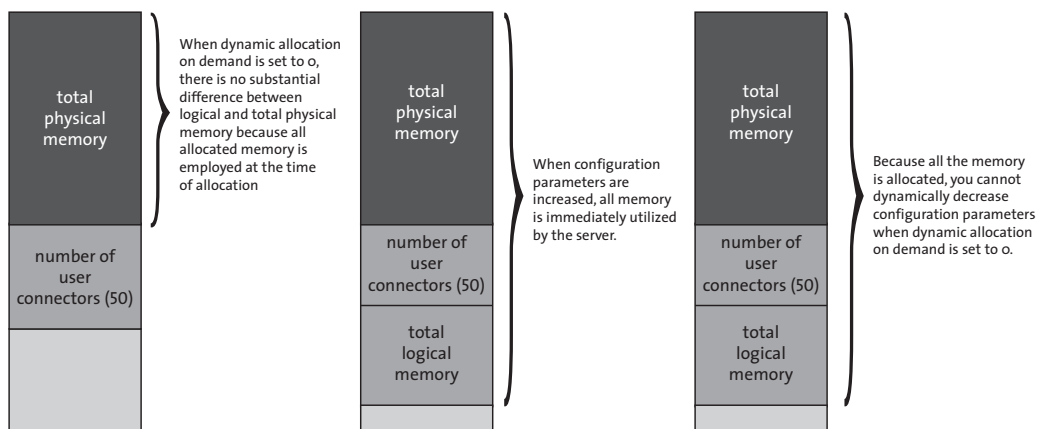 total
physical
memory
number of
user
connectors (50)
When dynamic allocation
on demand is set to 0,
there is no substantial
difference between
logical and total physical
memory because all
allocated memory is
employed at the time
of allocation
total
physical
memory
number of
user
connectors (50)
total
logical
memory
When configuration
parameters are
increased, all memory
is immediately utilized
by the server.
total
physical
memory
number of
user
connectors (50)
total
logical
memory
Because all the memory
is allocated, you cannot
dynamically decrease
configuration parameters
when dynamic allocation
on demand is set to 0.